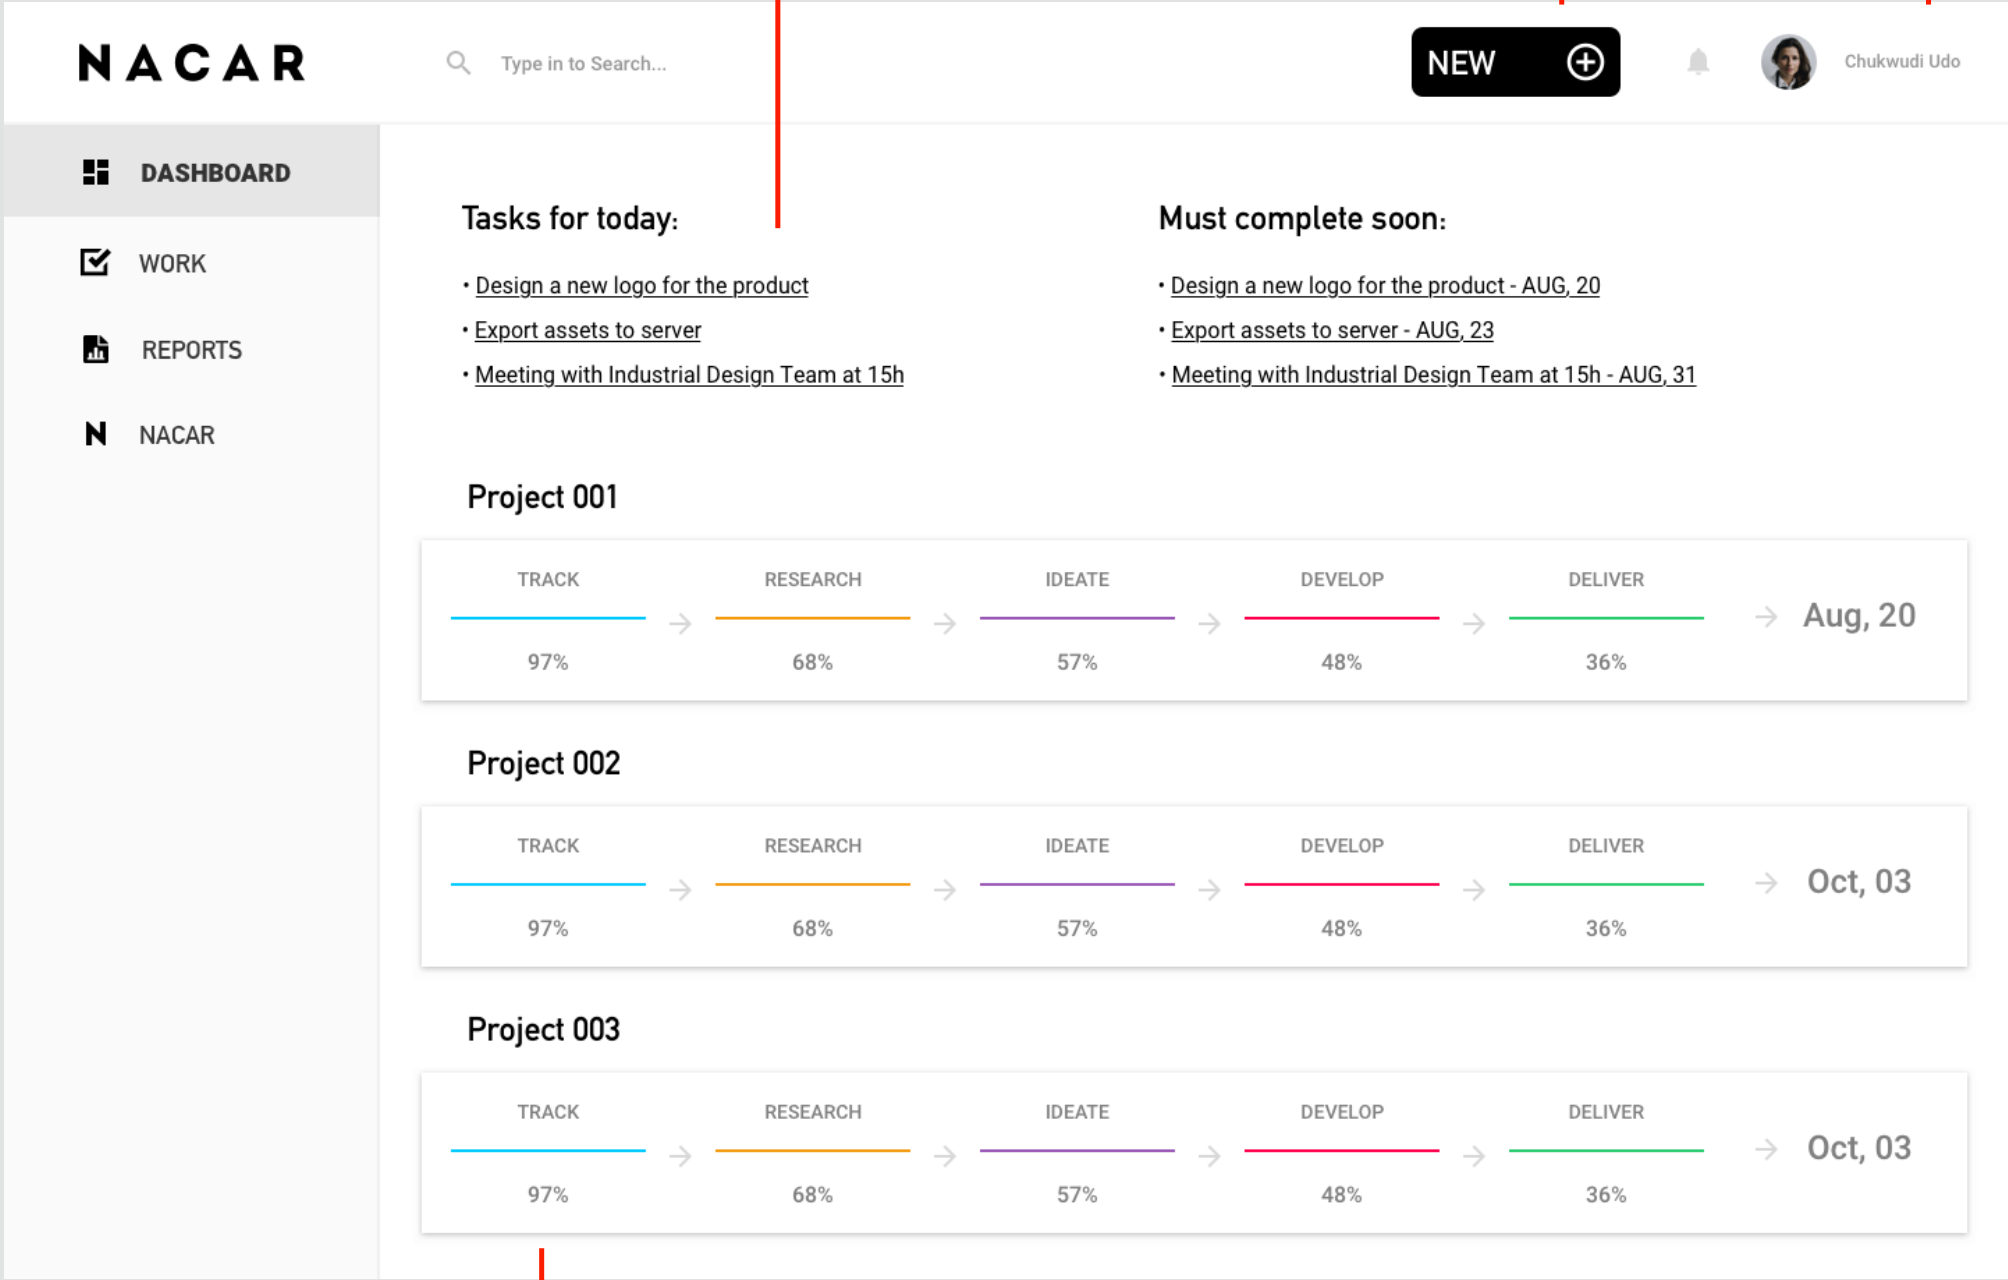 NACAR
Type in to Search...
NEW
Chukwudi Udo
DASHBOARD
WORK
REPORTS
N NACAR
Tasks for today:
• Design a new logo for the product
• Export assets to server
• Meeting with Industrial Design Team at 15h
Must complete soon:
• Design a new logo for the product - AUG, 20
• Export assets to server - AUG, 23
• Meeting with Industrial Design Team at 15h - AUG, 31
Project 001
TRACK RESEARCH IDEATE DEVELOP DELIVER
Aug, 20
97% 68% 57% 48% 36%
Project 002
TRACK RESEARCH IDEATE DEVELOP DELIVER
Oct, 03
97% 68% 57% 48% 36%
Project 003
TRACK RESEARCH IDEATE DEVELOP DELIVER
Oct, 03
97% 68% 57% 48% 36%